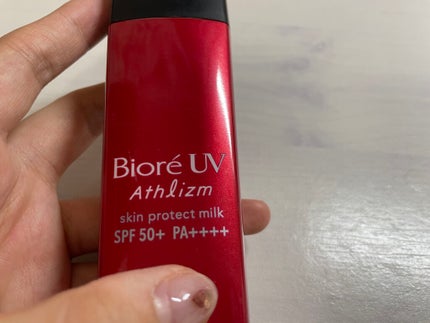 Bioré UV
Athlizm
skin protect milk
SPF 50+ PA++++